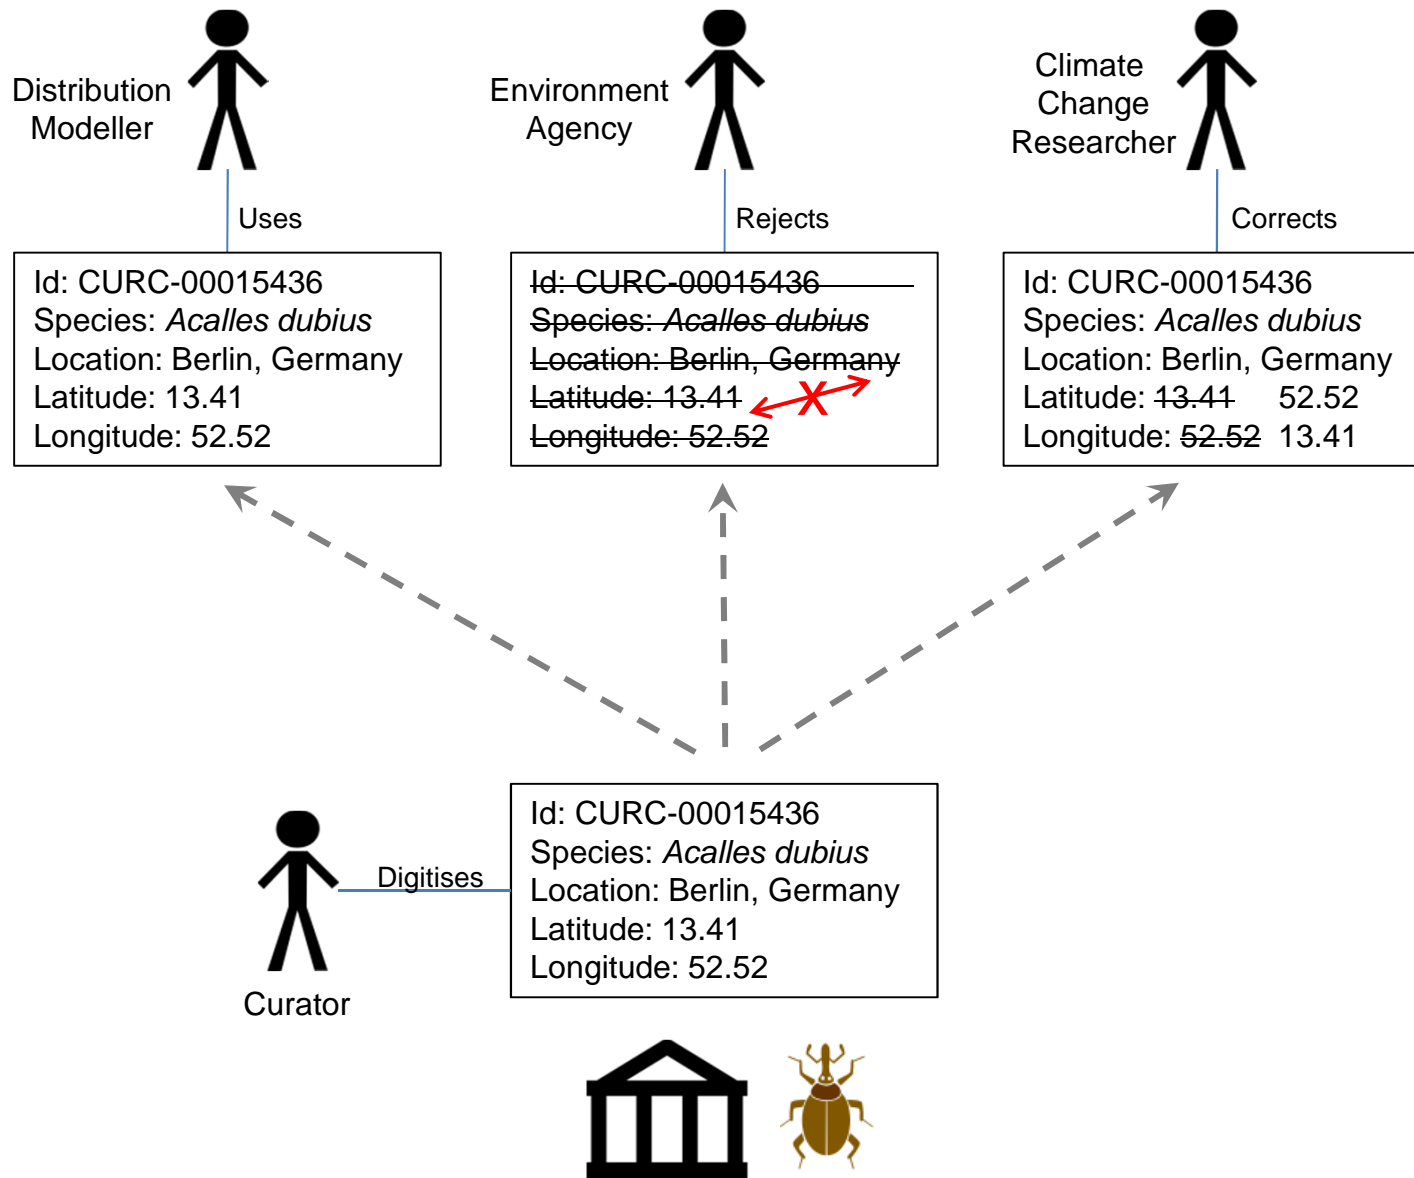 Distribution
Modeller
Uses
Id: CURC-00015436
Species: Acalles dubius
Location: Berlin, Germany
Latitude: 13.41
Longitude: 52.52
Environment
Agency
Rejects
Id: CURC-00015436
Species: Acalles dubius
Location: Berlin, Germany
Latitude: 13.41
X
Longitude: 52.52
Climate
Change
Researcher
Corrects
Id: CURC-00015436
Species: Acalles dubius
Location: Berlin, Germany
Latitude: 13.41 52.52
Longitude: 52.52 13.41
Curator
Digitises
Id: CURC-00015436
Species: Acalles dubius
Location: Berlin, Germany
Latitude: 13.41
Longitude: 52.52